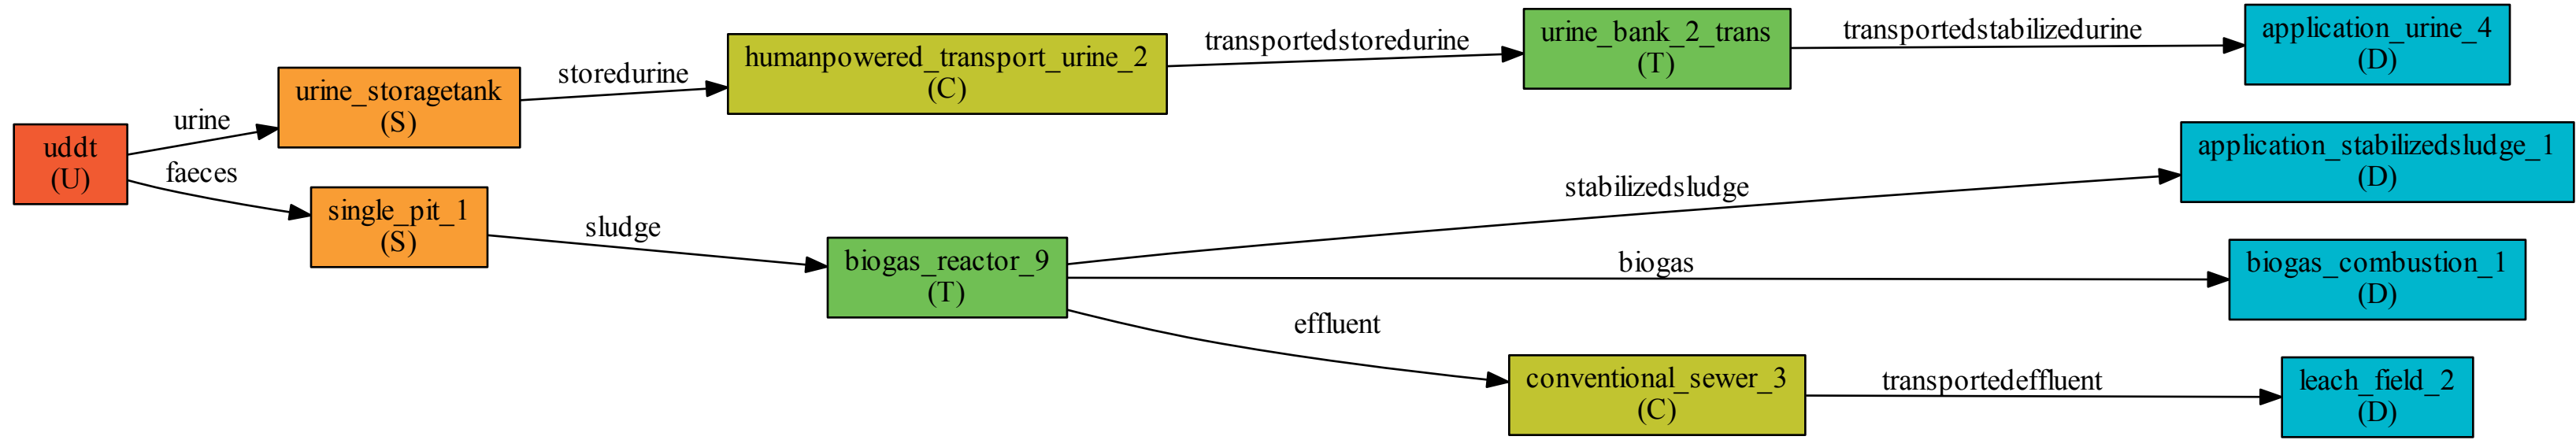 uddt
(U)
urine
faeces
urine_storagetank
(S)
single_pit_1
(S)
storedurine
sludge
humanpowered_transport_urine_2
(C)
biogas_reactor_9
(T)
transportedstoredurine
stabilizedsludge
biogas
effluent
urine_bank_2_trans
(T)
conventional_sewer_3
(C)
transportedstabilizedurine
transportedeffluent
application_urine_4
(D)
application_stabilizedsludge_1
(D)
biogas_combustion_1
(D)
leach_field_2
(D)